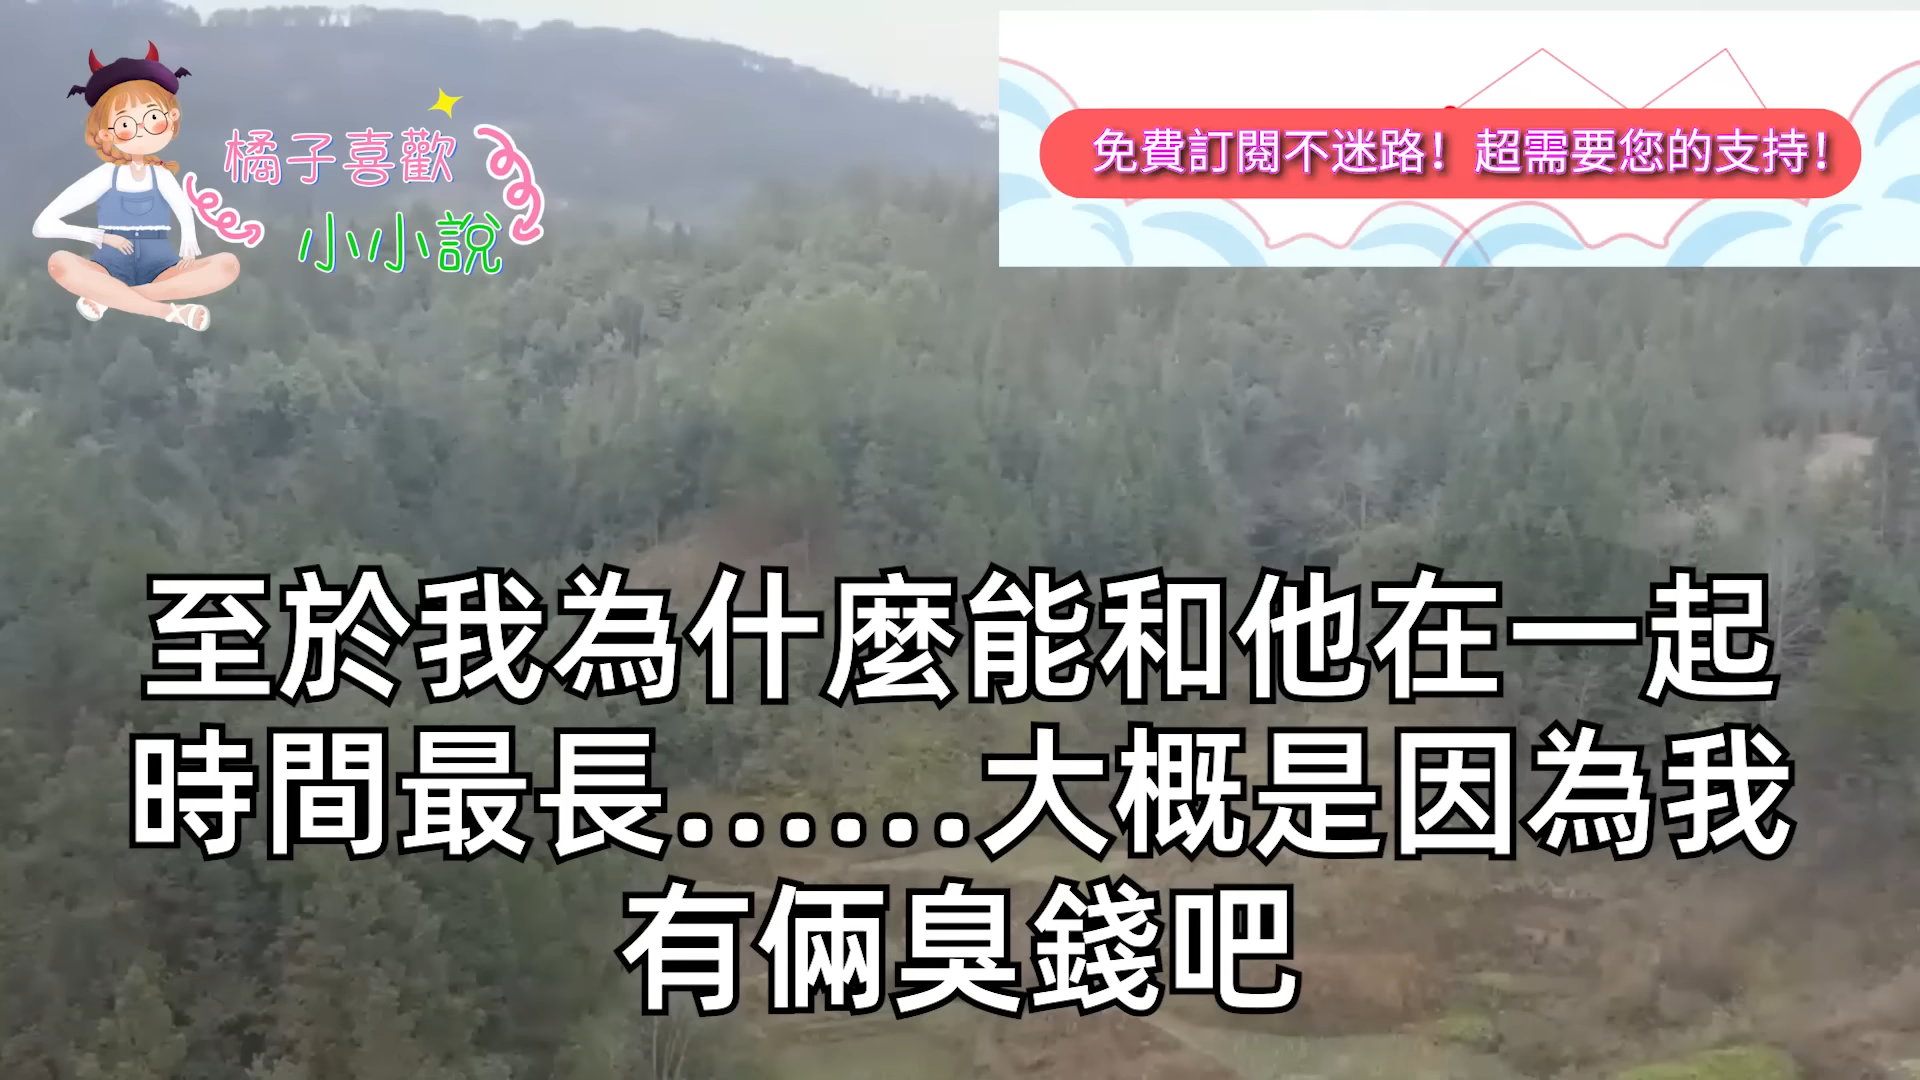 橘子喜歡
小小說
免費訂閱不迷路！超需要您的支持！
至於我為什麼能和他在一起
時間最長......大概是因為我
有倆臭錢吧